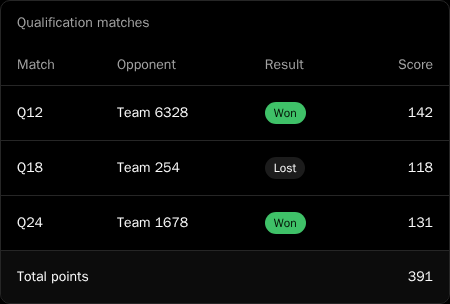 Qualification matches
Match Opponent Result Score
Q12 Team 6328 Won 142
Q18 Team 254 Lost 118
Q24 Team 1678 Won 131
Total points 391